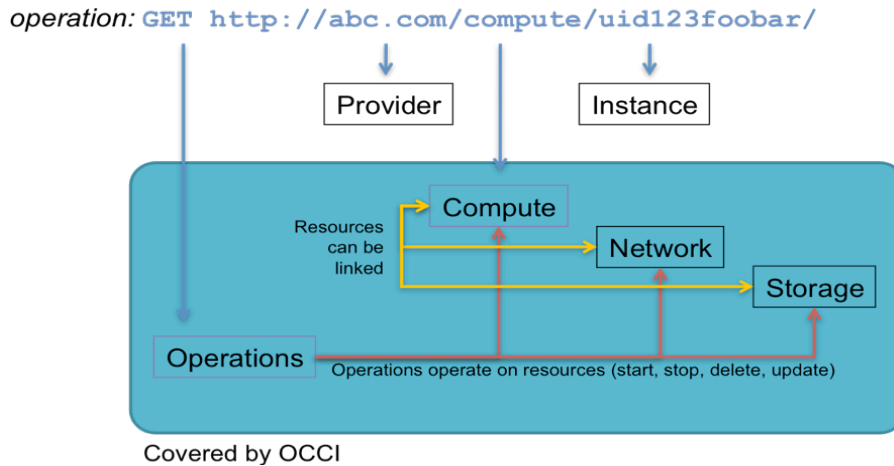 operation: GET http://abc.com/compute/uid123foobar/
Provider
Instance
Compute
Resources
can be
linked
Network
Storage
Operations
Operations operate on resources (start, stop, delete, update)
Covered by OCCI